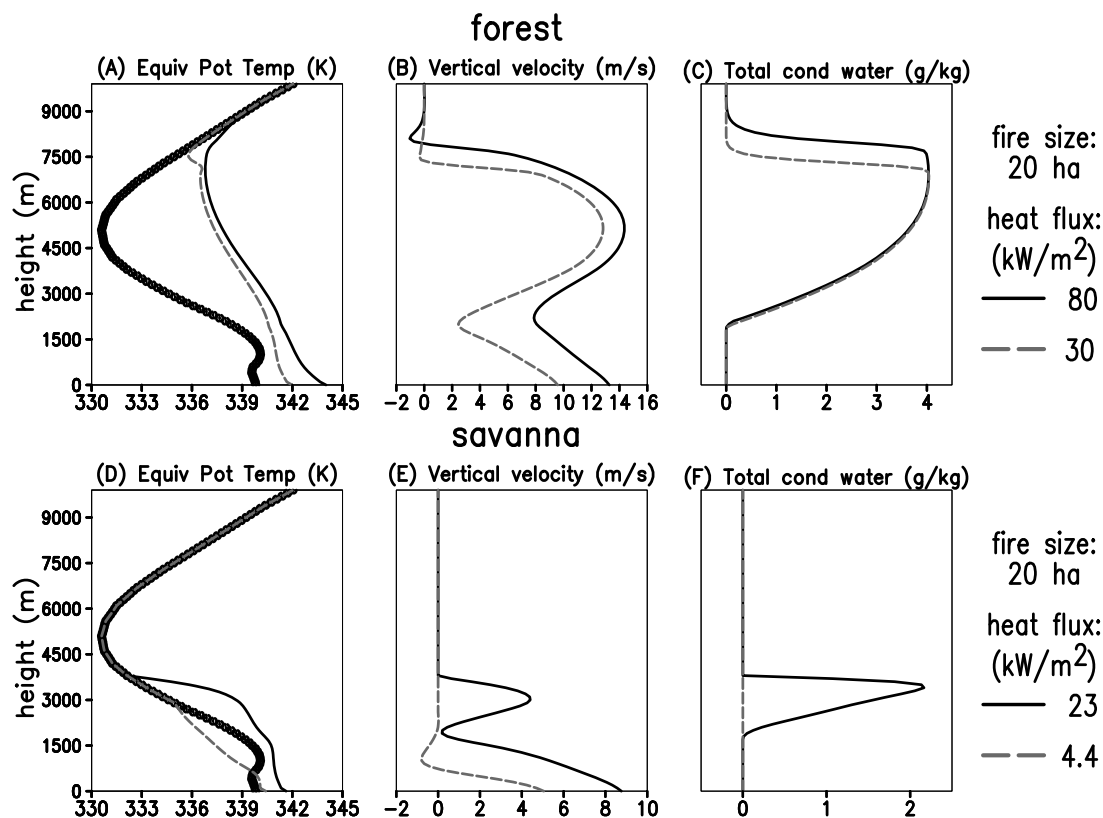 forest
(A) Equiv Pot Temp (K)
(B) Vertical velocity (m/s)
(C) Total cond water (g/kg)
height (m)
9000
7500
6000
4500
3000
1500
0
330 333 336 339 342 345
-2 0 2 4 6 8 10 12 14 16
0 1 2 3 4
fire size:
20 ha
heat flux:
(kW/m2)
80
30
savanna
(D) Equiv Pot Temp (K)
(E) Vertical velocity (m/s)
(F) Total cond water (g/kg)
height (m)
9000
7500
6000
4500
3000
1500
0
330 333 336 339 342 345
-2 0 2 4 6 8 10
0 1 2
fire size:
20 ha
heat flux:
(kW/m2)
23
4.4